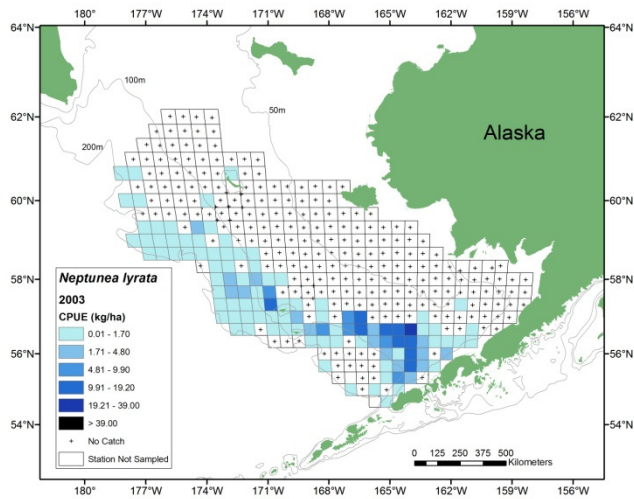 180° 177°W 174°W 171°W 168°W 165°W 162°W 159°W 156°W
64°N 64°N
100m
50m
62°N 62°N
Alaska
200m
60°N 60°N
58°N 58°N
Neptunea lyrata
2003
CPUE (kg/ha)
0.01 - 1.70
1.71 - 4.80
4.81 - 9.90
9.91 - 19.20
19.21 - 39.00
> 39.00
No Catch
Station Not Sampled
56°N 56°N
54°N 54°N
0 125 250 375 500
Kilometers
180° 177°W 174°W 171°W 168°W 165°W 162°W 159°W 156°W